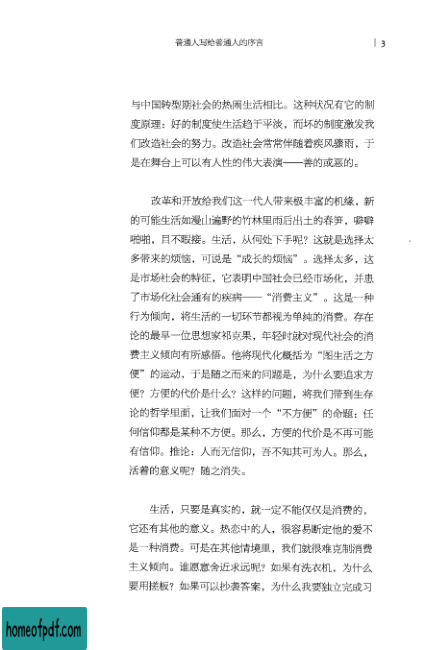 普通人写给普通人的序言 | 3
与中国转型期社会的热闹生活相比。这种状况有它的制
度原理：好的制度使生活趋于平淡，而坏的制度激发我
们改造社会的努力。改造社会常常伴随着疾风骤雨，于
是在舞台上可以有人性的伟大表演——善的或恶的。
改革和开放给我们这一代人带来极丰富的机缘，新
的可能生活如漫山遍野的竹林里雨后出土的春笋，噼噼
啪啪，目不暇接。生活，从何处下手呢？这就是选择太
多带来的烦恼，可说是“成长的烦恼”。选择太多，这
是市场社会的特征，它表明中国社会已经市场化，并患
了市场化社会通有的疾病——“消费主义”。这是一种
行为倾向，将生活的一切环节都视为单纯的消费。存在
论的最早一位思想家祁克果，年轻时就对现代社会的消
费主义倾向有所感悟。他将现代化概括为“图生活之方
便”的运动，于是随之而来的问题是，为什么要追求方
便？方便的代价是什么？这样的问题，将我们带到生存
论的哲学里面，让我们面对一个“不方便”的命题：任
何信仰都是某种不方便。那么，方便的代价是不再可能
有信仰。推论：人而无信仰，吾不知其可为人。那么，
活着的意义呢？随之消失。
生活，只要是真实的，就一定不能仅仅是消费的，
它还有其他的意义。热恋中的人，很容易断定他的爱不
是一种消费。可是在其他情境里，我们就很难克制消费
主义倾向。谁愿意舍近求远呢？如果有洗衣机，为什么
要用搓板？如果可以抄袭答案，为什么我要独立完成习
homeofpdf.com